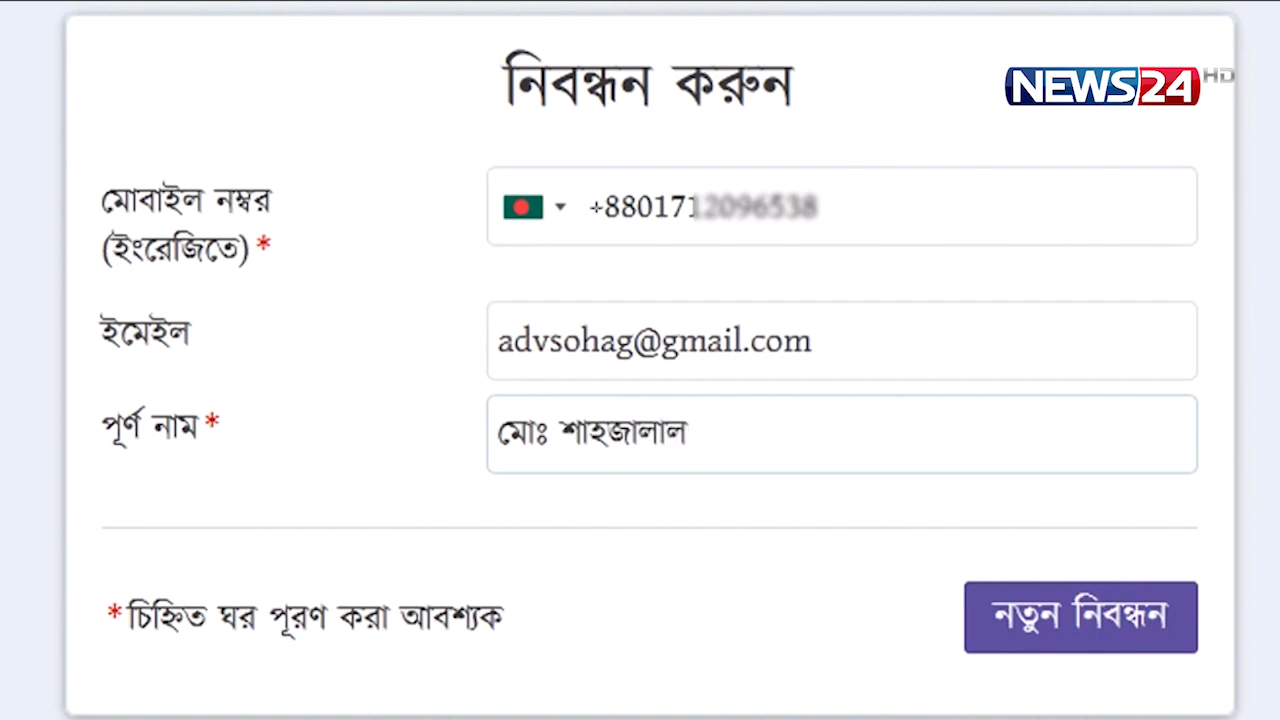 নিবন্ধন করুন
NEWS24 HD
মোবাইল নম্বর
(ইংরেজিতে) *
+880171
ইমেইল
advsohag@gmail.com
পূর্ণ নাম *
মোঃ শাহজালাল
*চিহ্নিত ঘর পূরণ করা আবশ্যক
নতুন নিবন্ধন